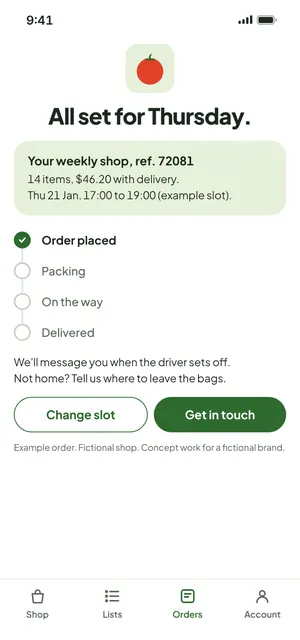 9:41
All set for Thursday.
Your weekly shop, ref. 72081
14 items, $46.20 with delivery.
Thu 21 Jan, 17:00 to 19:00 (example slot).
Order placed
Packing
On the way
Delivered
We'll message you when the driver sets off.
Not home? Tell us where to leave the bags.
Change slot
Get in touch
Example order. Fictional shop. Concept work for a fictional brand.
Shop
Lists
Orders
Account